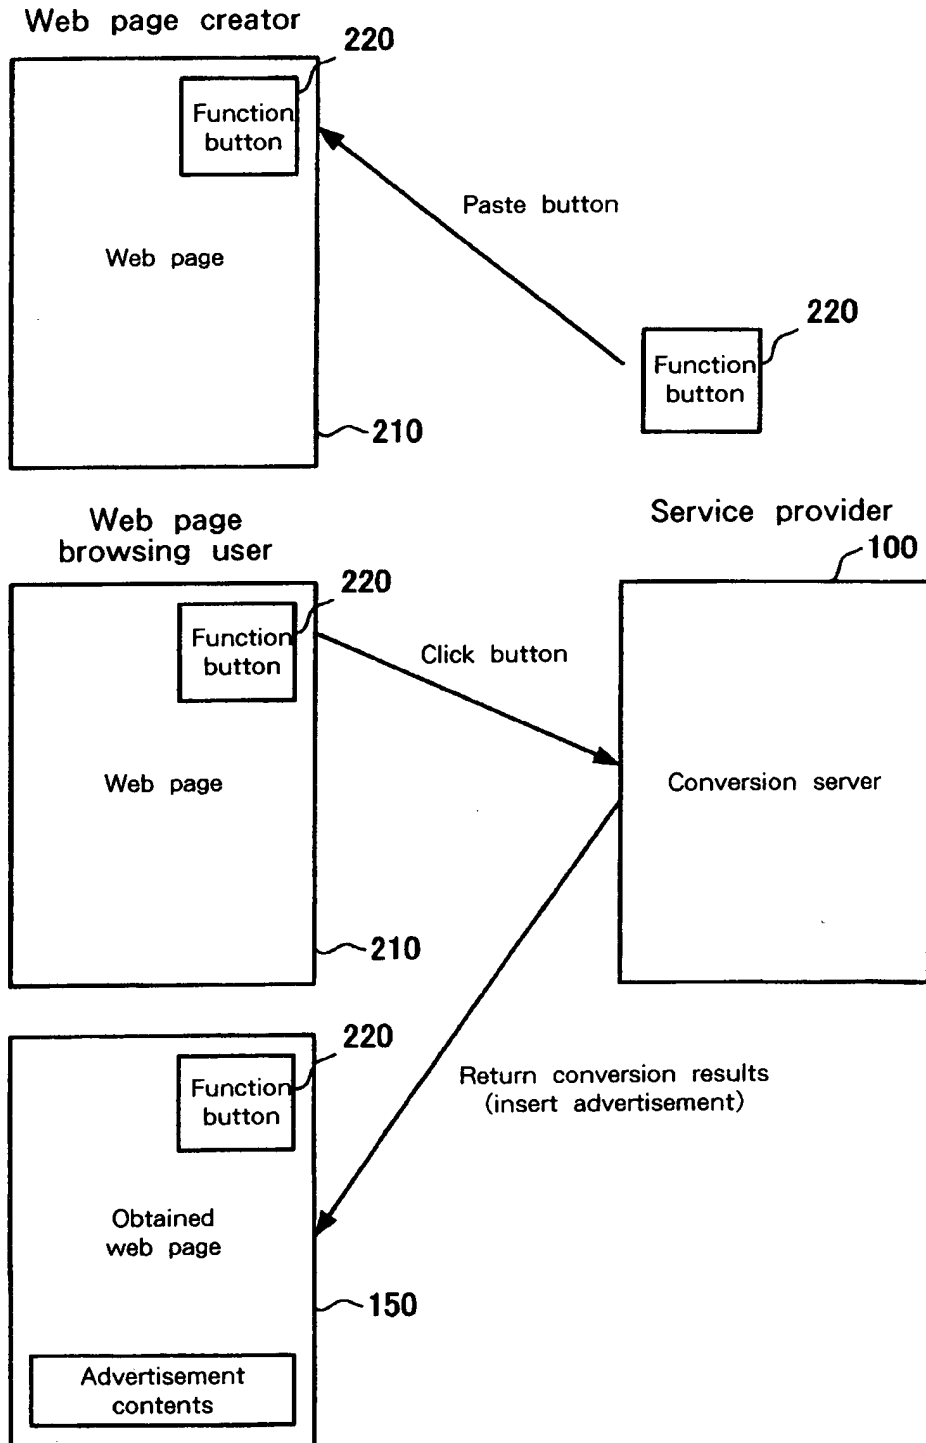 Web page creator
220
Function
button
Paste button
Web page
220
Function
button
210
Web page
browsing user
Service provider
100
220
Function
button
Click button
Web page
Conversion server
210
220
Function
button
Return conversion results
(insert advertisement)
Obtained
web page
150
Advertisement
contents